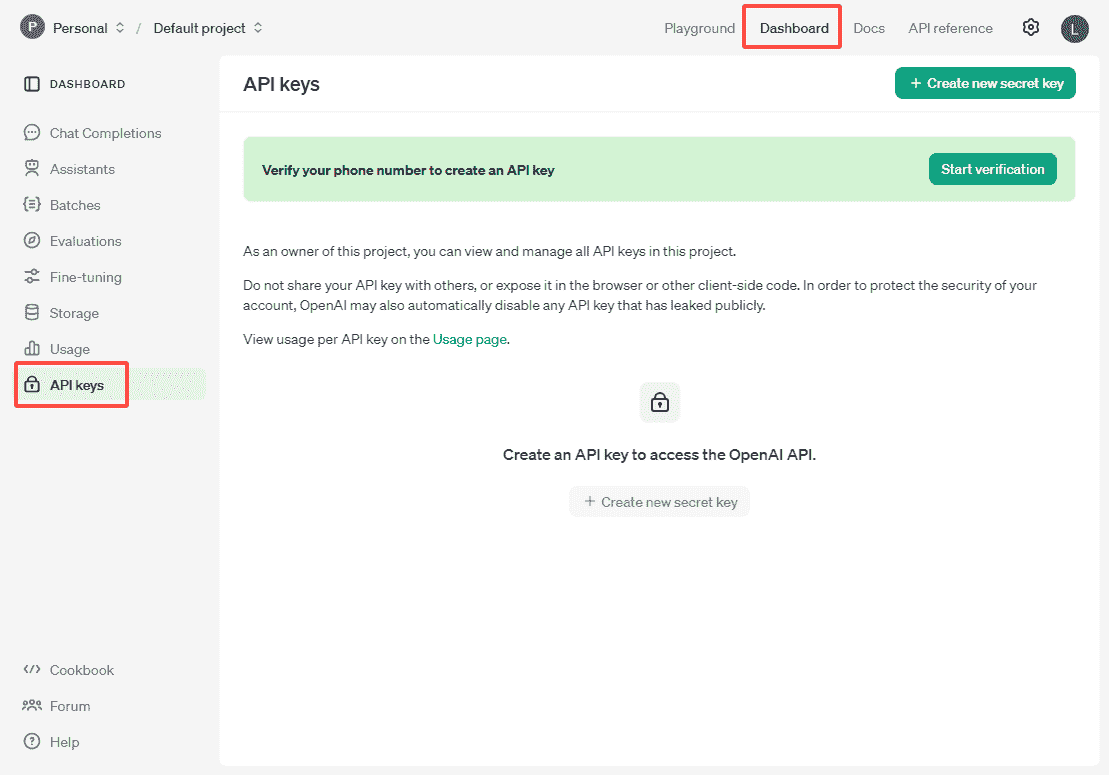 P Personal / Default project
Playground Dashboard Docs API reference L
DASHBOARD
Chat Completions
Assistants
Batches
Evaluations
Fine-tuning
Storage
Usage
API keys
Cookbook
Forum
Help
API keys
+ Create new secret key
Verify your phone number to create an API key
Start verification
As an owner of this project, you can view and manage all API keys in this project.
Do not share your API key with others, or expose it in the browser or other client-side code. In order to protect the security of your
account, OpenAI may also automatically disable any API key that has leaked publicly.
View usage per API key on the Usage page.
Create an API key to access the OpenAI API.
+ Create new secret key